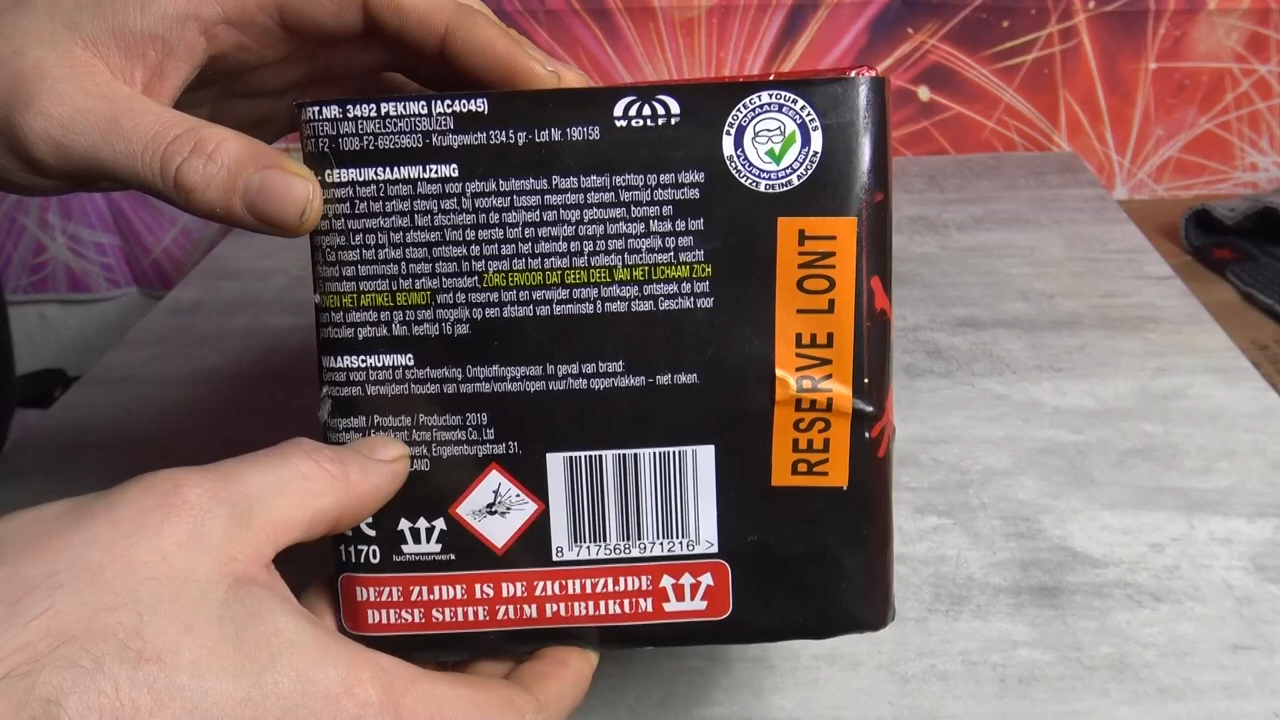 ART.NR: 3492 PEKING (AC4045)
BATTERIJ VAN ENKELSCHOTSBUIZEN
CAT. F2 - 1008-F2-69259603 - Kruitgewicht 334.5 gr.- Lot Nr. 190158
WOLFF
PROTECT YOUR EYES
DRAAG EEN
VUURWERKBRIL
SCHÜTZE DEINE AUGEN
- GEBRUIKSAANWIJZING
heeft 2 lonten. Alleen voor gebruik buitenshuis. Plaats batterij rechtop op een vlakke
Zet het artikel stevig vast, bij voorkeur tussen meerdere stenen. Vermijd obstructies
het vuurwerkartikel. Niet afschieten in de nabijheid van hoge gebouwen, bomen en
Let op bij het afsteken: Vind de eerste lont en verwijder oranje lontkapje. Maak de lont
Ga naast het artikel staan, ontsteek de lont aan het uiteinde en ga zo snel mogelijk op een
van tenminste 8 meter staan. In het geval dat het artikel niet volledig functioneert, wacht
minuten voordat u het artikel benadert, ZORG ERVOOR DAT GEEN DEEL VAN HET LICHAAM ZICH
HET ARTIKEL BEVINDT, vind de reserve lont en verwijder oranje lontkapje, ontsteek de lont
het uiteinde en ga zo snel mogelijk op een afstand van tenminste 8 meter staan. Geschikt voor
particulier gebruik. Min. leeftijd 16 jaar.
RESERVE LONT
WAARSCHUWING
Gevaar voor brand of scherfwerking. Ontploffingsgevaar. In geval van brand:
evacueren. Verwijderd houden van warmte/vonken/open vuur/hete oppervlakken – niet roken.
Hergestellt / Productie / Production: 2019
Hersteller / Fabrikant: Acme Fireworks Co., Ltd
Engelenburgstraat 31,
1170
luchtvuurwerk
8 717568 971216 >
DEZE ZIJDE IS DE ZICHTZIJDE
DIESE SEITE ZUM PUBLIKUM